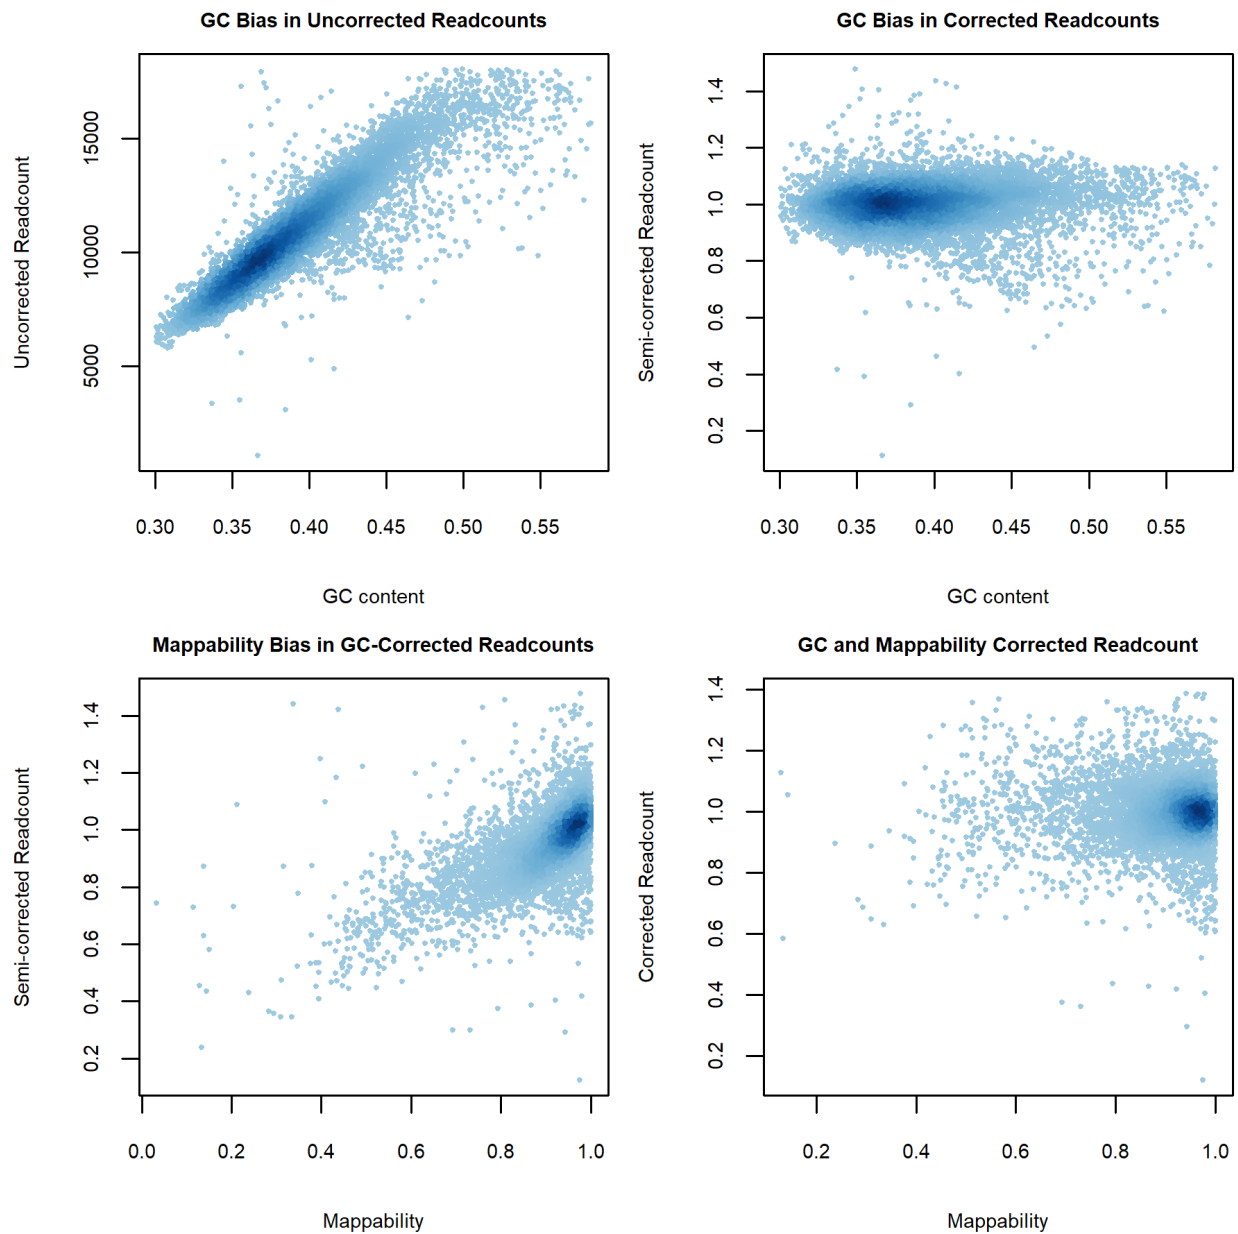 GC Bias in Uncorrected Readcounts
Uncorrected Readcount
15000
10000
5000
0.30 0.35 0.40 0.45 0.50 0.55
GC content
GC Bias in Corrected Readcounts
Semi-corrected Readcount
1.4
1.2
1.0
0.8
0.6
0.4
0.2
0.30 0.35 0.40 0.45 0.50 0.55
GC content
Mappability Bias in GC-Corrected Readcounts
Semi-corrected Readcount
1.4
1.2
1.0
0.8
0.6
0.4
0.2
0.0 0.2 0.4 0.6 0.8 1.0
Mappability
GC and Mappability Corrected Readcount
Corrected Readcount
1.4
1.2
1.0
0.8
0.6
0.4
0.2
0.2 0.4 0.6 0.8 1.0
Mappability